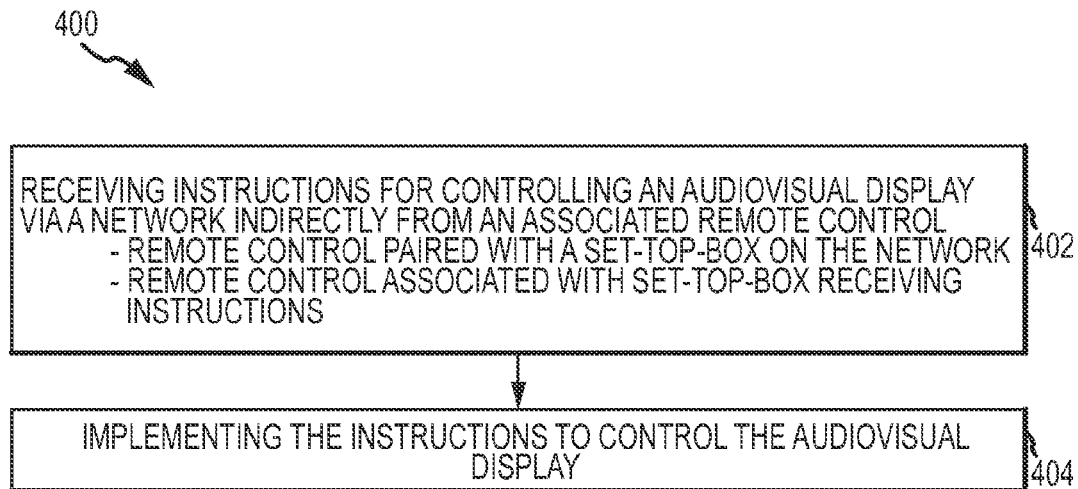 400
RECEIVING INSTRUCTIONS FOR CONTROLLING AN AUDIOVISUAL DISPLAY
VIA A NETWORK INDIRECTLY FROM AN ASSOCIATED REMOTE CONTROL
- REMOTE CONTROL PAIRED WITH A SET-TOP-BOX ON THE NETWORK
- REMOTE CONTROL ASSOCIATED WITH SET-TOP-BOX RECEIVING
INSTRUCTIONS
402
IMPLEMENTING THE INSTRUCTIONS TO CONTROL THE AUDIOVISUAL
DISPLAY
404